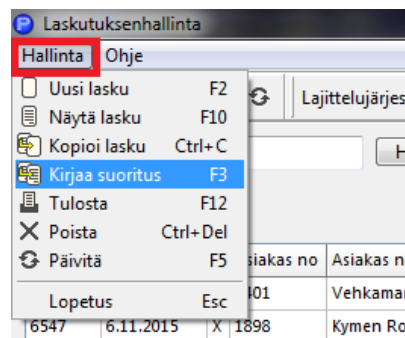 Laskutuksenhallinta
Hallinta Ohje
Uusi lasku F2
Näytä lasku F10
Kopioi lasku Ctrl+C
Kirjaa suoritus F3
Tulosta F12
Poista Ctrl+Del
Päivitä F5
Lopetus Esc
Lajittelujärjes
H
siakas no Asiakas n
401 Vehkamaa
6547 6.11.2015 X 1898 Kymen Ro